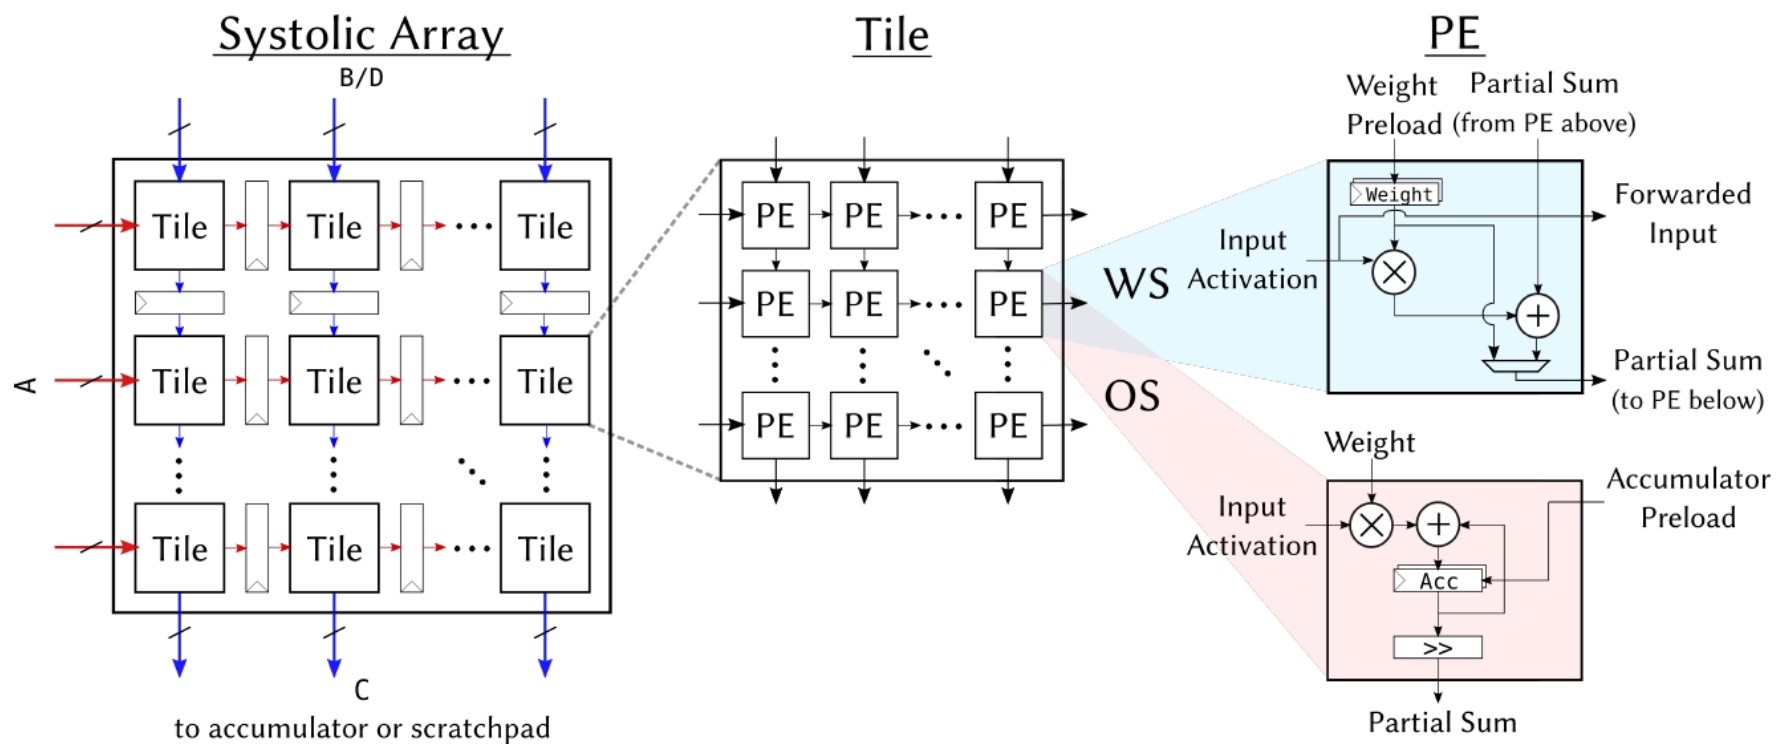 Systolic Array
B/D
Tile
Tile
Tile
A
Tile
Tile
Tile
Tile
Tile
Tile
C
to accumulator or scratchpad
Tile
PE
PE
PE
PE
PE
PE
PE
PE
PE
WS
OS
PE
Weight
Preload
Partial Sum
(from PE above)
Weight
Input
Activation
Forwarded
Input
×
+
Partial Sum
(to PE below)
Weight
Input
Activation
×
+
Accumulator
Preload
Acc
>>
Partial Sum